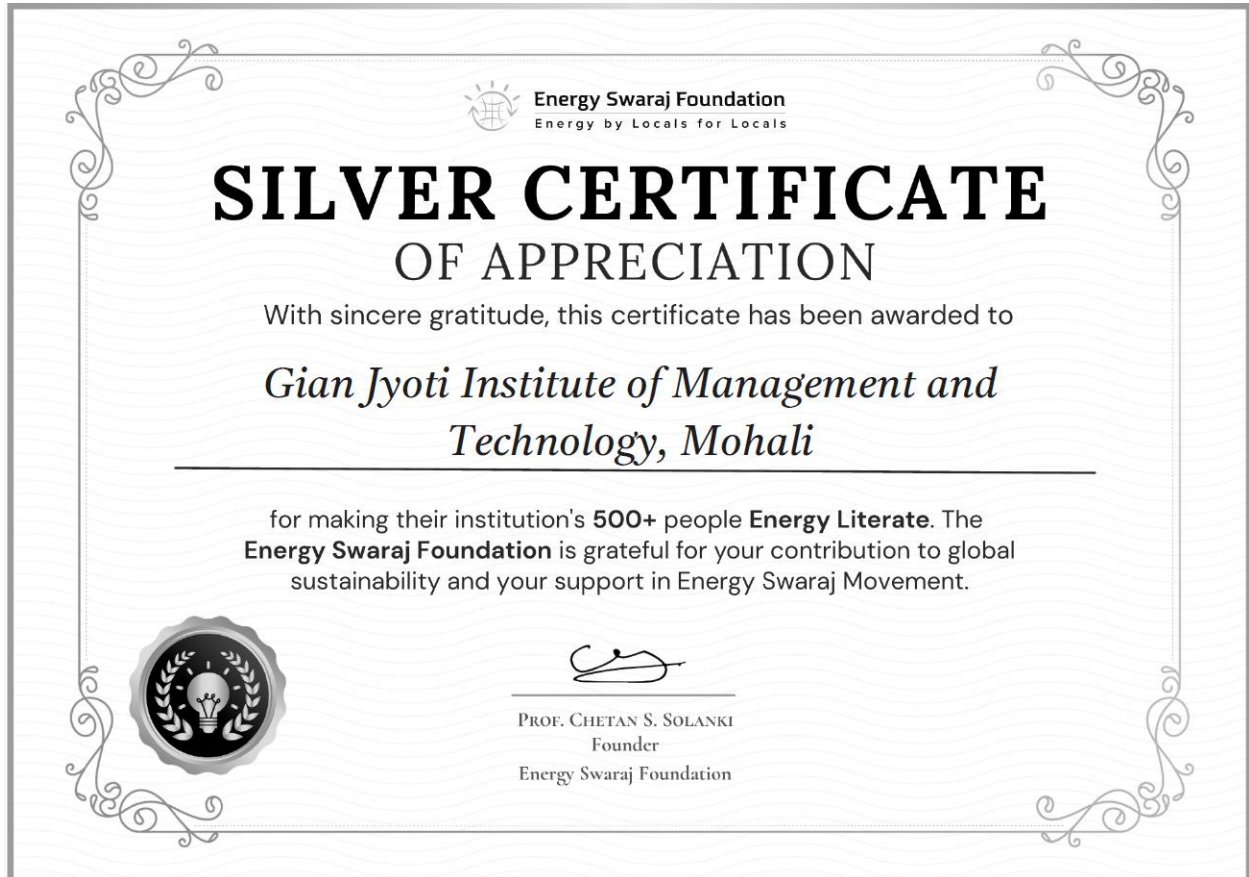 Energy Swaraj Foundation
Energy by Locals for Locals
SILVER CERTIFICATE
OF APPRECIATION
With sincere gratitude, this certificate has been awarded to
Gian Jyoti Institute of Management and
Technology, Mohali
for making their institution's 500+ people Energy Literate. The
Energy Swaraj Foundation is grateful for your contribution to global
sustainability and your support in Energy Swaraj Movement.
PROF. CHETAN S. SOLANKI
Founder
Energy Swaraj Foundation